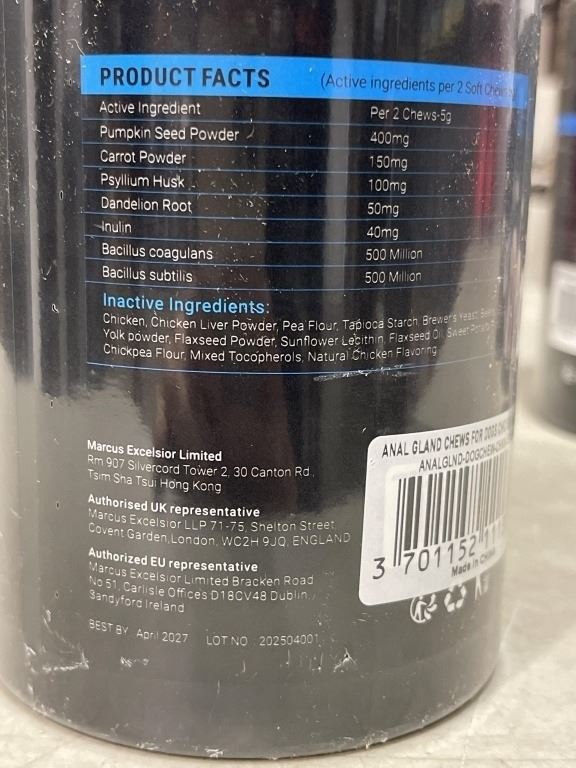 PRODUCT FACTS (Active ingredients per 2 Soft Chews
Active Ingredient Per 2 Chews-5g
Pumpkin Seed Powder 400mg
Carrot Powder 150mg
Psyllium Husk 100mg
Dandelion Root 50mg
Inulin 40mg
Bacillus coagulans 500 Million
Bacillus subtilis 500 Million
Inactive Ingredients:
Chicken, Chicken Liver Powder, Pea Flour, Tapioca Starch, Brewer's Yeast,
Yolk powder, Flaxseed Powder, Sunflower Lecithin, Flaxseed Oil, Sweet Potato
Chickpea Flour, Mixed Tocopherols, Natural Chicken Flavoring
Marcus Excelsior Limited
Rm 907 Silvercord Tower 2, 30 Canton Rd.,
Tsim Sha Tsui Hong Kong
Authorised UK representative
Marcus Excelsior LLP 71-75, Shelton Street,
Covent Garden,London, WC2H 9JQ, ENGLAND
Authorized EU representative
Marcus Excelsior Limited Bracken Road
No 51, Carlisle Offices D18CV48 Dublin,
Sandyford Ireland
BEST BY April 2027 LOT NO 202504001
ANAL GLAND CHEWS FOR DOGS
ANALGLND-DOGCHEW
3 701152
Made in China